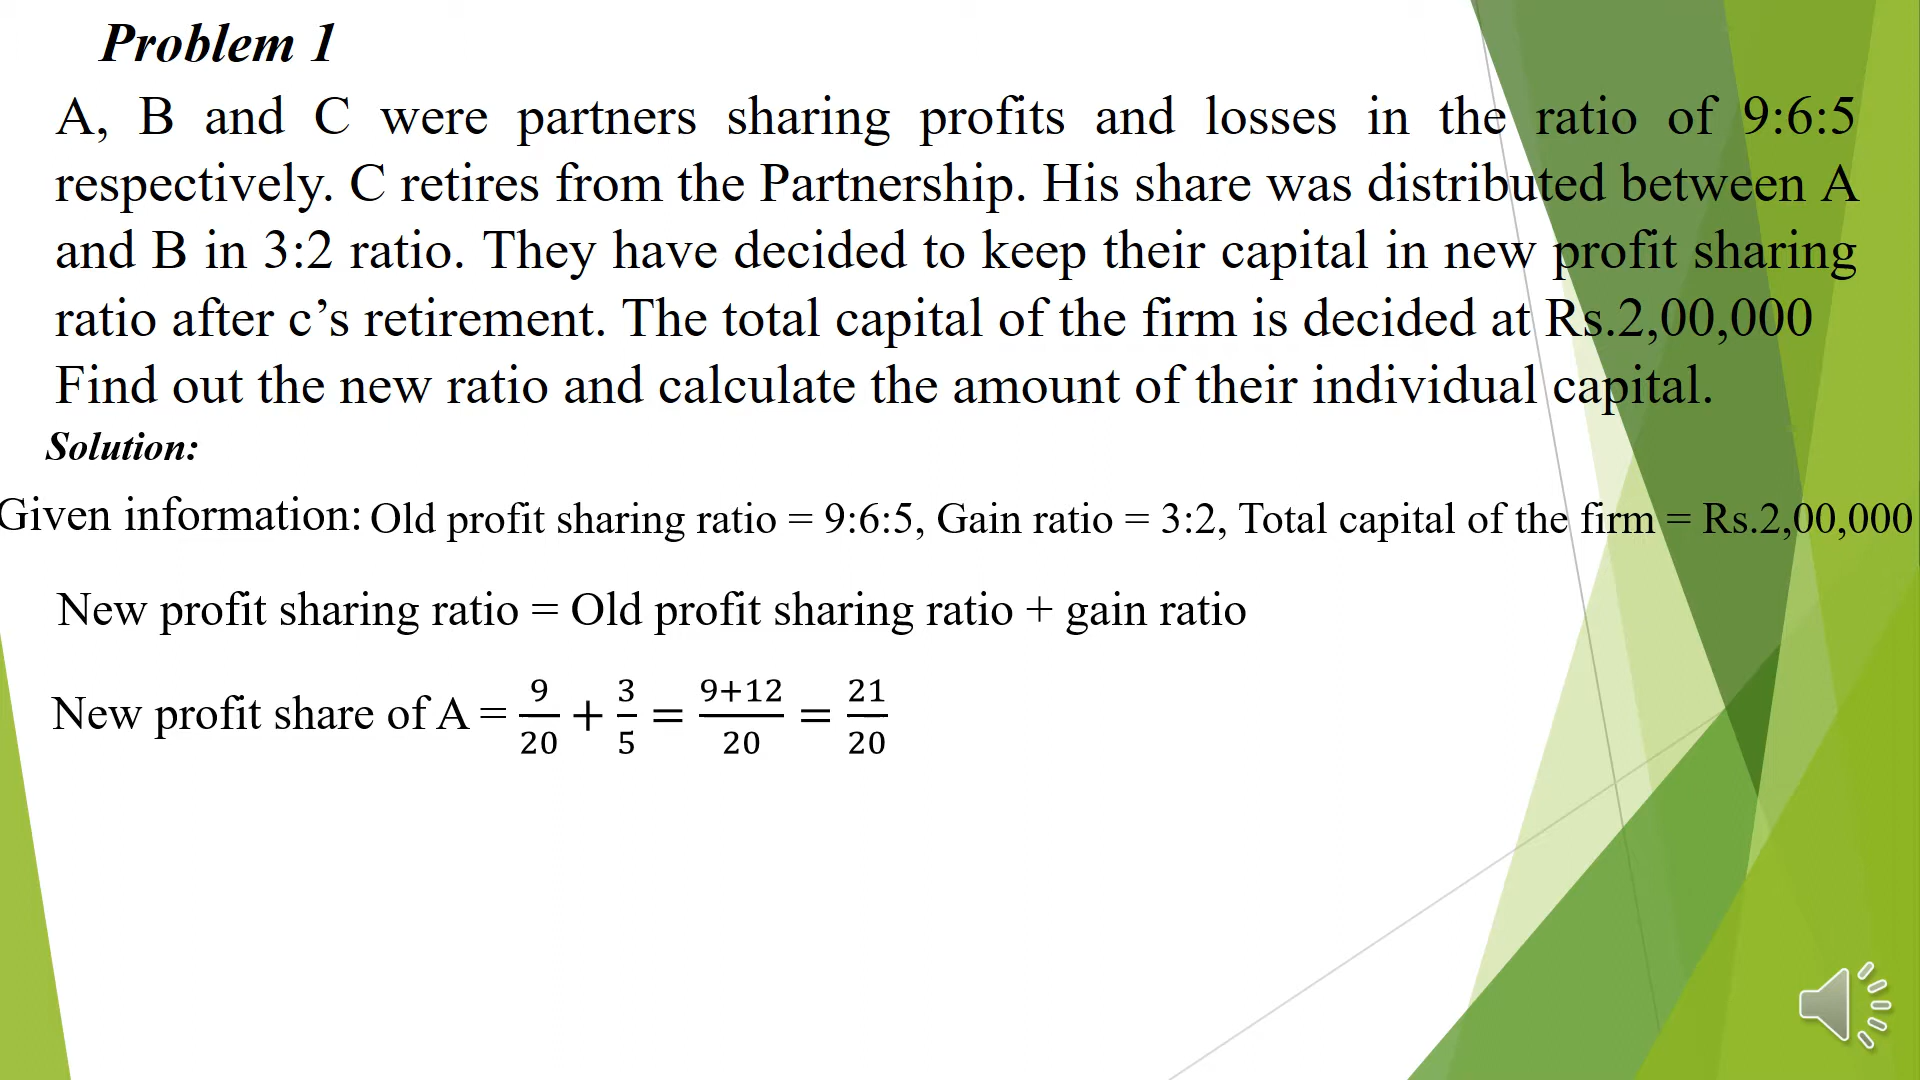 Problem 1
A, B and C were partners sharing profits and losses in the ratio of 9:6:5
respectively. C retires from the Partnership. His share was distributed between A
and B in 3:2 ratio. They have decided to keep their capital in new profit sharing
ratio after c’s retirement. The total capital of the firm is decided at Rs.2,00,000
Find out the new ratio and calculate the amount of their individual capital.
Solution:
Given information: Old profit sharing ratio = 9:6:5, Gain ratio = 3:2, Total capital of the firm = Rs.2,00,000
New profit sharing ratio = Old profit sharing ratio + gain ratio
New profit share of A = 9/20 + 3/5 = 9+12/20 = 21/20